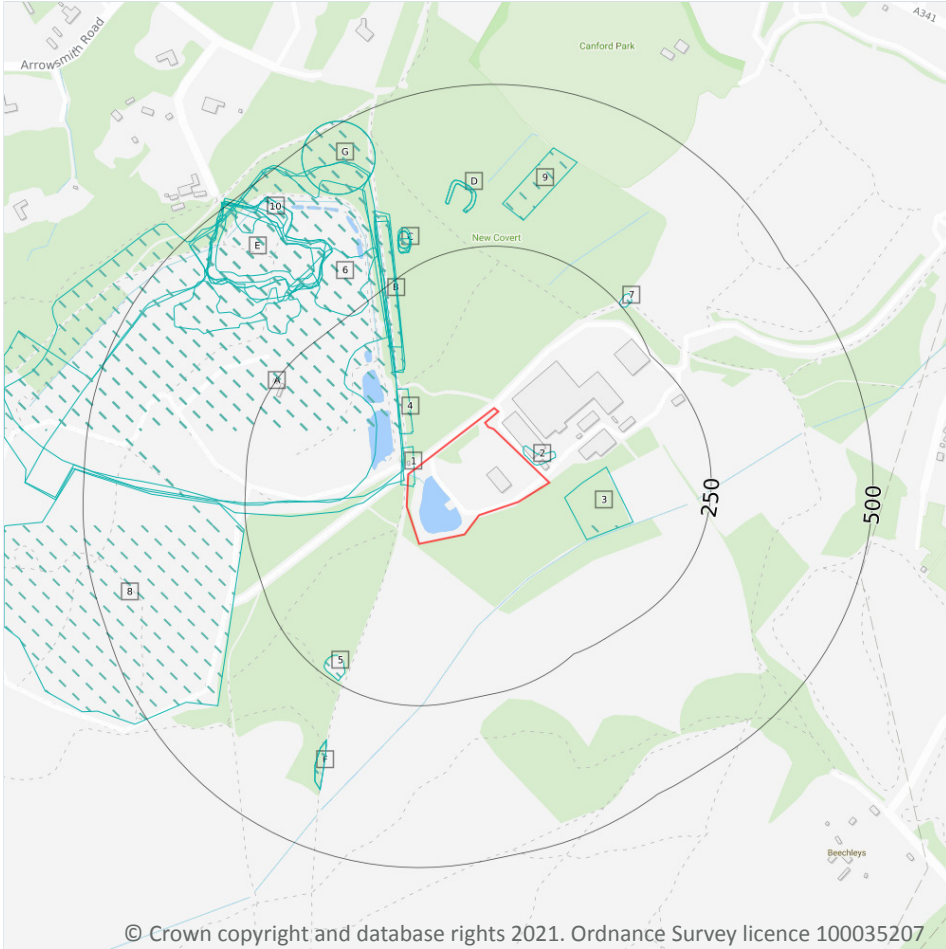 A341
Arrowsmith Road
Canford Park
G
D
9
10
C
New Covert
E
6
B
7
A
4
1
2
3
250
500
8
5
F
Beechleys
© Crown copyright and database rights 2021. Ordnance Survey licence 100035207